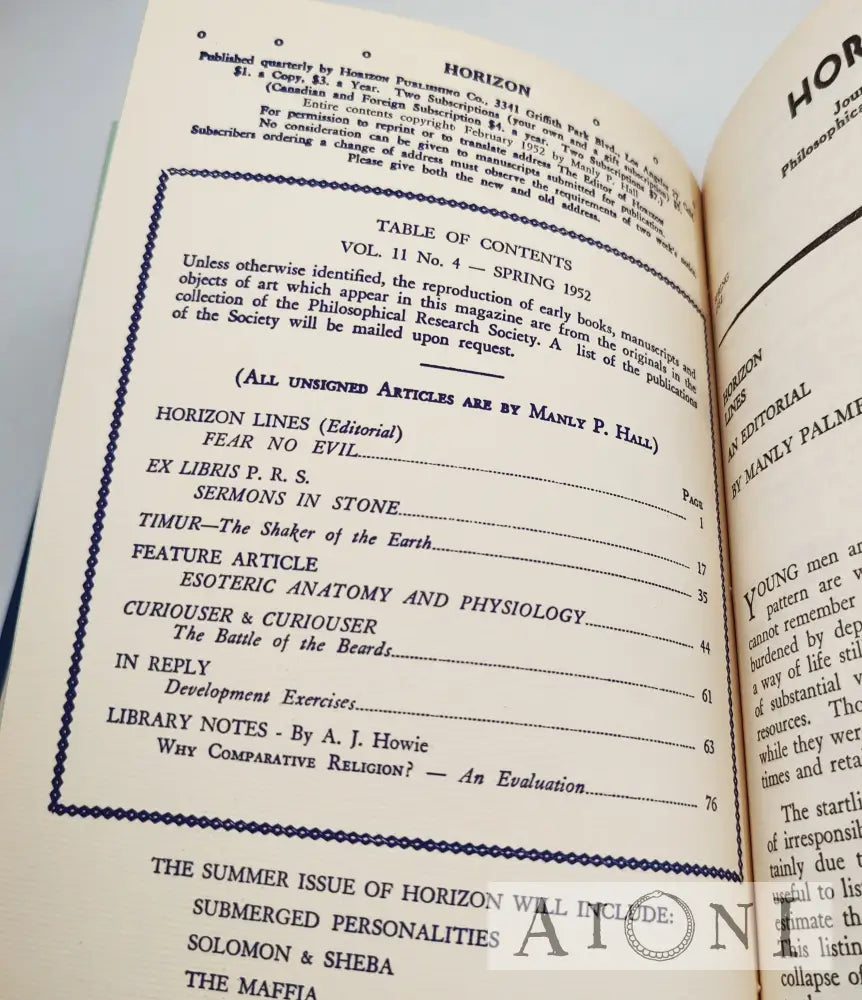 HORIZON
Published quarterly by HORIZON PUBLISHING CO., 3341 Griffith Park Blvd., Los Angeles 27, Calif.
$1. a Copy, $3. a Year. Two Subscriptions (your own and a gift subscription) $5.
(Canadian and Foreign Subscription $4. a year. Two Subscriptions $7.)
Entire contents copyright February 1952 by Manly P. Hall
For permission to reprint or to translate address The Editor of HORIZON
No consideration can be given to manuscripts submitted for publication.
Subscribers ordering a change of address must observe the requirements of two week's notice
Please give both the new and old address.
TABLE OF CONTENTS
VOL. 11 No. 4 — SPRING 1952
Unless otherwise identified, the reproduction of early books, manuscripts and
objects of art which appear in this magazine are from the originals in the
collection of the Philosophical Research Society. A list of the publications
of the Society will be mailed upon request.
(ALL UNSIGNED ARTICLES ARE BY MANLY P. HALL)
PAGE
HORIZON LINES (Editorial)
FEAR NO EVIL 1
EX LIBRIS P. R. S.
SERMONS IN STONE 17
TIMUR—The Shaker of the Earth 35
FEATURE ARTICLE
ESOTERIC ANATOMY AND PHYSIOLOGY 44
CURIOUSER & CURIOUSER
The Battle of the Beards 61
IN REPLY
Development Exercises 63
LIBRARY NOTES - By A. J. Howie
WHY COMPARATIVE RELIGION? — An Evaluation 76
THE SUMMER ISSUE OF HORIZON WILL INCLUDE:
SUBMERGED PERSONALITIES
SOLOMON & SHEBA
THE MAFFIA
HOR
Jour
Philosophica
SPRING
HORIZON
LINES
AN EDITORIAL
BY MANLY PALME
YOUNG men an
pattern are w
cannot remember
burdened by dep
a way of life stil
of substantial v
resources. Tho
while they were
times and reta
The startli
of irresponsib
tainly due t
useful to lis
estimate th
This listin
collapse of
AIONI